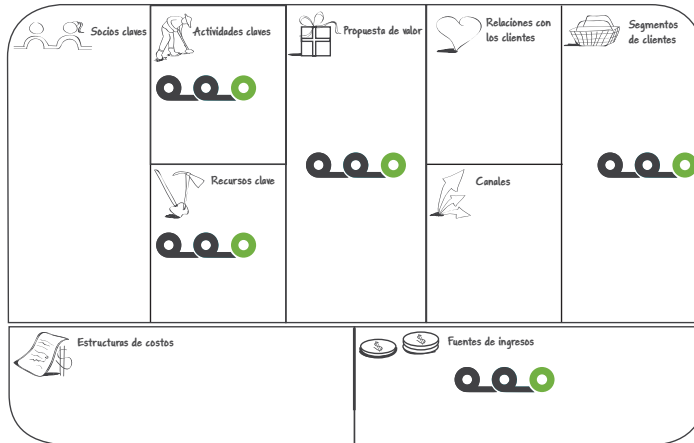 Socios claves
Actividades claves
Propuesta de valor
Relaciones con
los clientes
Segmentos
de clientes
Recursos clave
Canales
Estructuras de costos
Fuentes de ingresos